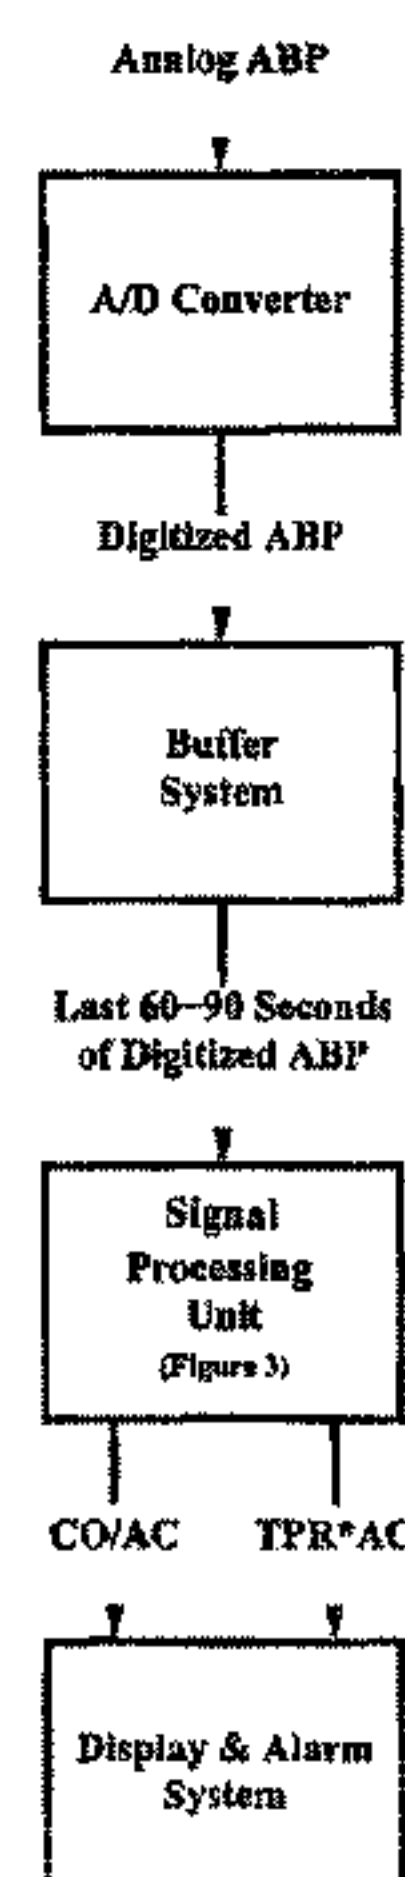 Analog ABP
A/D Converter
Digitized ABP
Buffer
System
Last 60–90 Seconds
of Digitized ABP
Signal
Processing
Unit
(Figure 3)
CO/AC TPR*AC
Display & Alarm
System